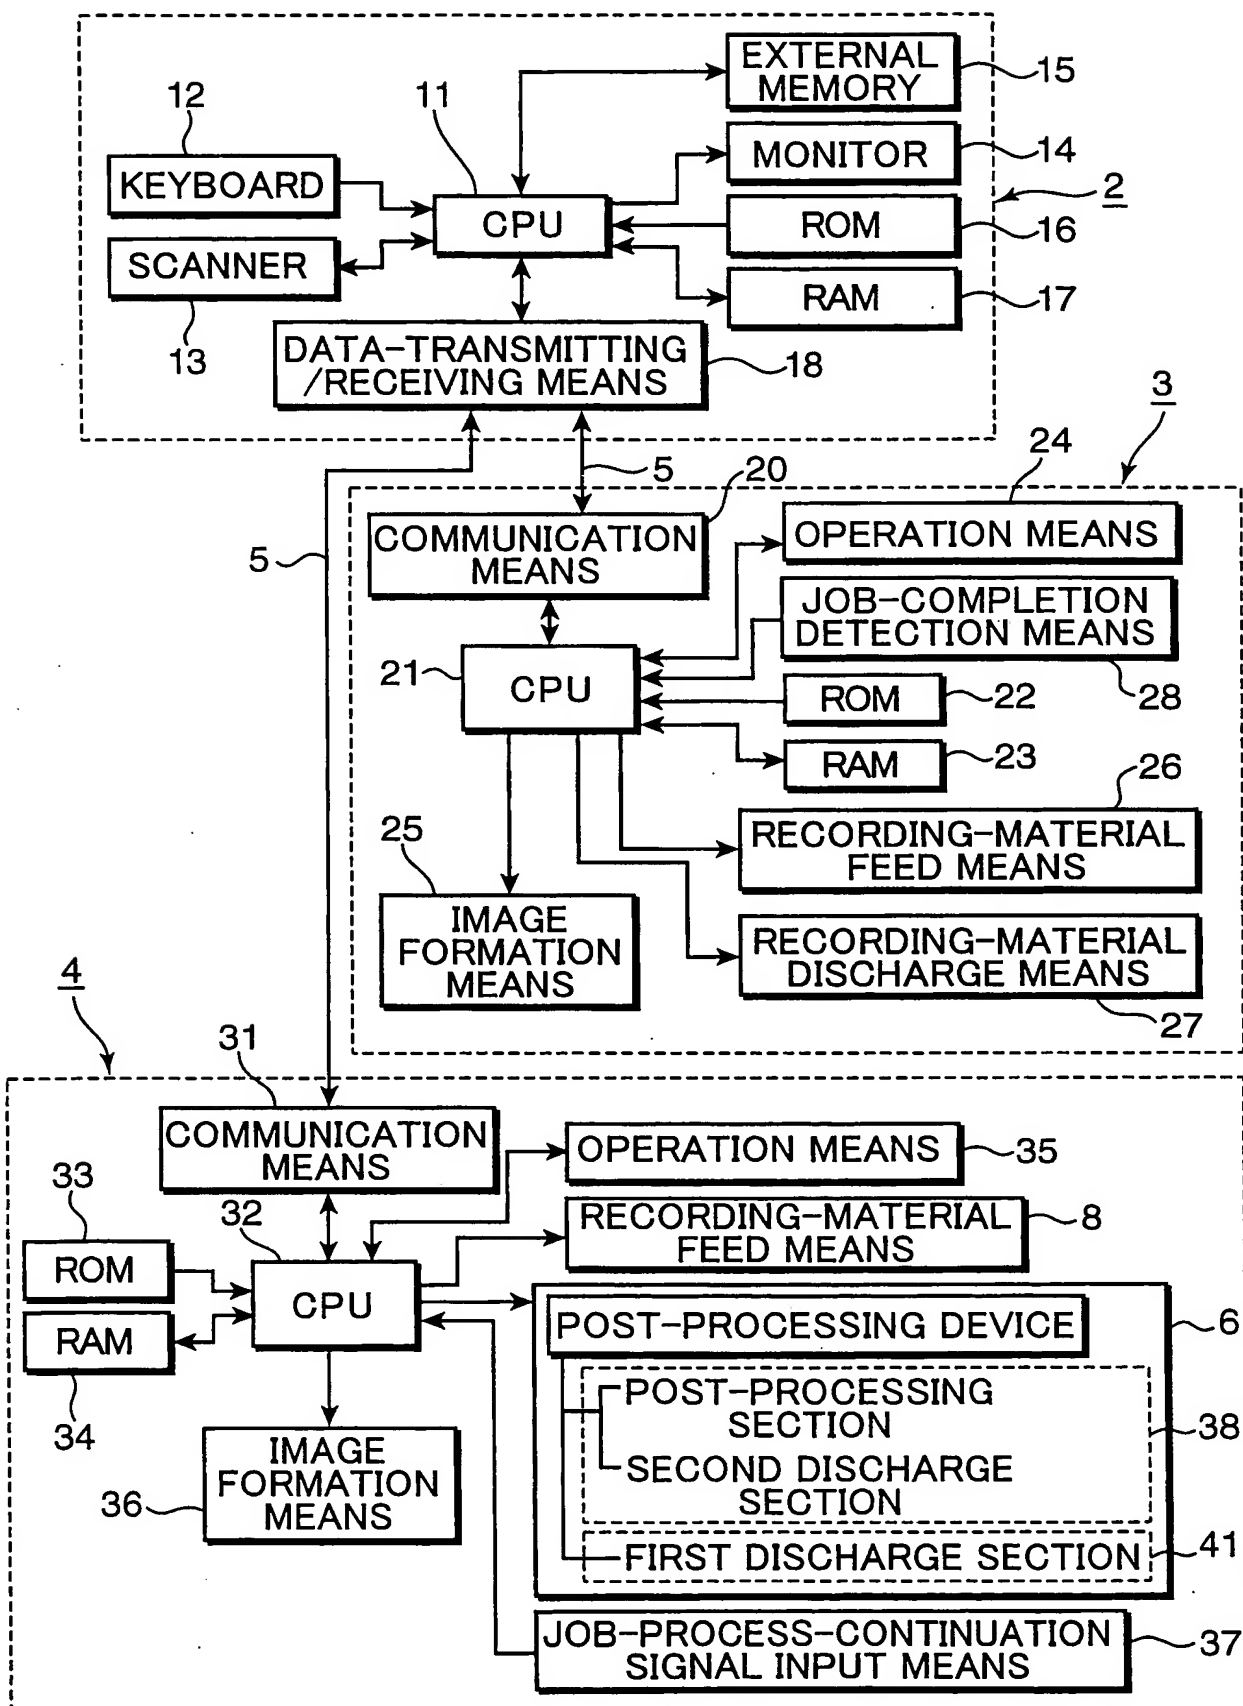 EXTERNAL
MEMORY
15
12
11
MONITOR
14
KEYBOARD
CPU
2
ROM
16
SCANNER
RAM
17
13
DATA-TRANSMITTING
/RECEIVING MEANS
18
3
5
20
24
COMMUNICATION
MEANS
OPERATION MEANS
5
JOB-COMPLETION
DETECTION MEANS
21
CPU
28
ROM
22
RAM
23
26
25
RECORDING-MATERIAL
FEED MEANS
IMAGE
FORMATION
MEANS
RECORDING-MATERIAL
DISCHARGE MEANS
27
4
31
COMMUNICATION
MEANS
OPERATION MEANS
35
33
32
RECORDING-MATERIAL
FEED MEANS
8
ROM
CPU
RAM
34
POST-PROCESSING DEVICE
6
POST-PROCESSING
SECTION
38
SECOND DISCHARGE
SECTION
IMAGE
FORMATION
MEANS
36
FIRST DISCHARGE SECTION
41
JOB-PROCESS-CONTINUATION
SIGNAL INPUT MEANS
37